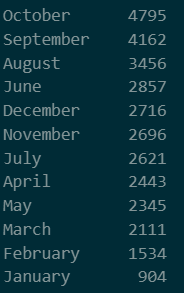 October 4795
September 4162
August 3456
June 2857
December 2716
November 2696
July 2621
April 2443
May 2345
March 2111
February 1534
January 904